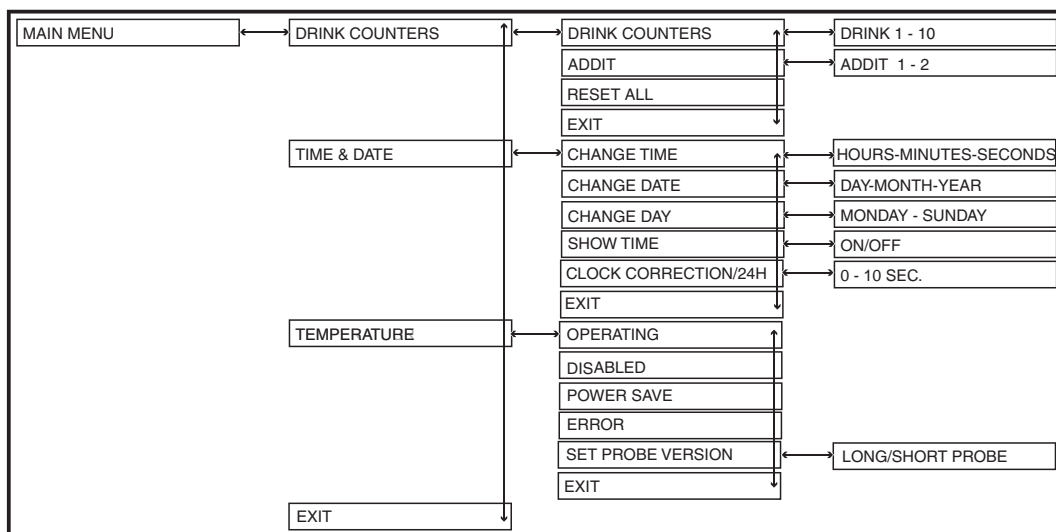 MAIN MENU DRINK COUNTERS DRINK COUNTERS DRINK 1 - 10
ADDIT ADDIT 1 - 2
RESET ALL
EXIT
TIME & DATE CHANGE TIME HOURS-MINUTES-SECONDS
CHANGE DATE DAY-MONTH-YEAR
CHANGE DAY MONDAY - SUNDAY
SHOW TIME ON/OFF
CLOCK CORRECTION/24H 0 - 10 SEC.
EXIT
TEMPERATURE OPERATING
DISABLED
POWER SAVE
ERROR
SET PROBE VERSION LONG/SHORT PROBE
EXIT
EXIT